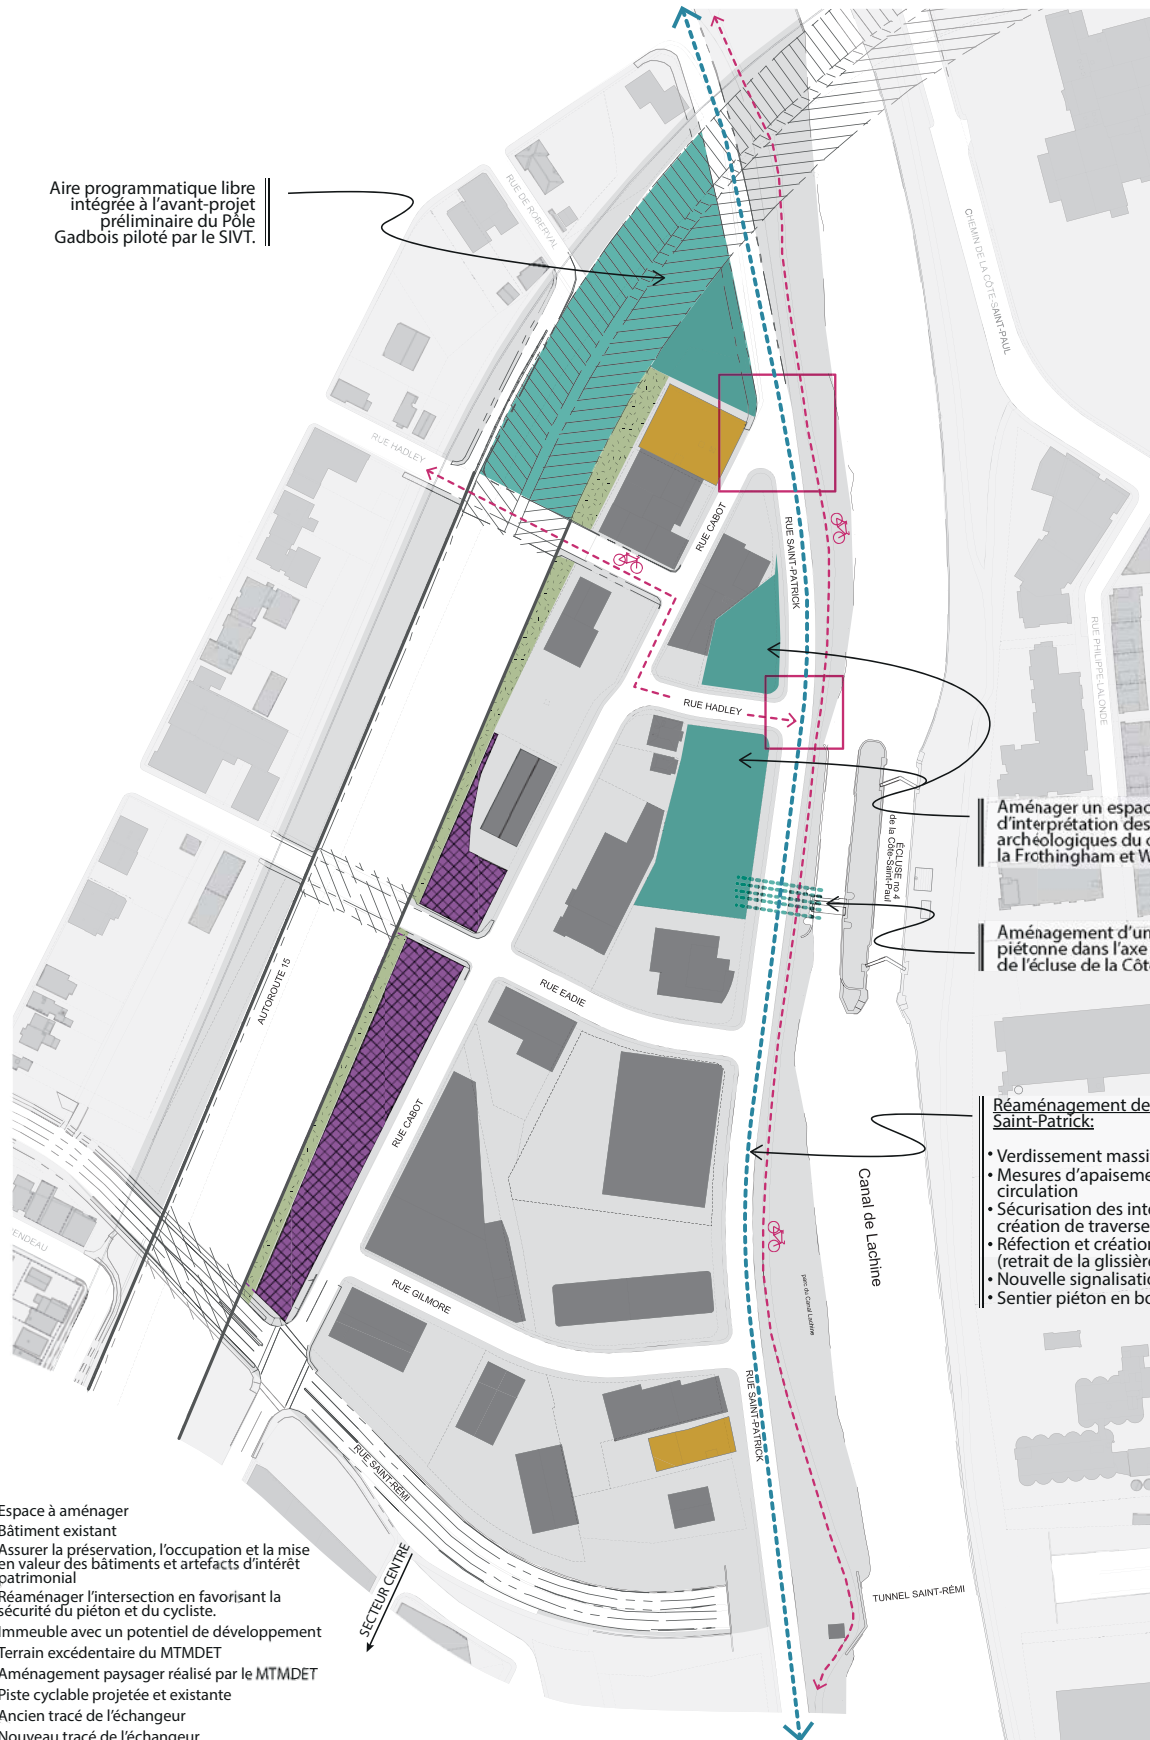 Aire programmatique libre
intégrée à l'avant-projet
préliminaire du Pôle
Gadbois piloté par le SIVT.
RUE DE ROBERVAL
CHEMIN DE LA CÔTE-SAINT-PAUL
RUE HADLEY
RUE CABOT
RUE SAINT-PATRICK
RUE PHILIPPE-LALONDE
RUE HADLEY
ÉCLUSE no 4
de la Côte-Saint-Paul
Aménager un espac
d'interprétation des
archéologiques du
la Frothingham et W
Aménagement d'un
piétonne dans l'axe
de l'écluse de la Côt
AUTOROUTE 15
RUE EADIE
RUE CABOT
Réaménagement de
Saint-Patrick:
• Verdissement massi
• Mesures d'apaiseme
circulation
• Sécurisation des int
création de traverse
• Réfection et création
(retrait de la glissière
• Nouvelle signalisatio
• Sentier piéton en bo
Canal de Lachine
parc du Canal Lachine
ENDEAU
RUE GILMORE
RUE SAINT-PATRICK
RUE SAINT-RÉMI
TUNNEL SAINT-RÉMI
SECTEUR CENTRE
Espace à aménager
Bâtiment existant
Assurer la préservation, l'occupation et la mise
en valeur des bâtiments et artefacts d'intérêt
patrimonial
Réaménager l'intersection en favorisant la
sécurité du piéton et du cycliste.
Immeuble avec un potentiel de développement
Terrain excédentaire du MTMDET
Aménagement paysager réalisé par le MTMDET
Piste cyclable projetée et existante
Ancien tracé de l'échangeur
Nouveau tracé de l'échangeur